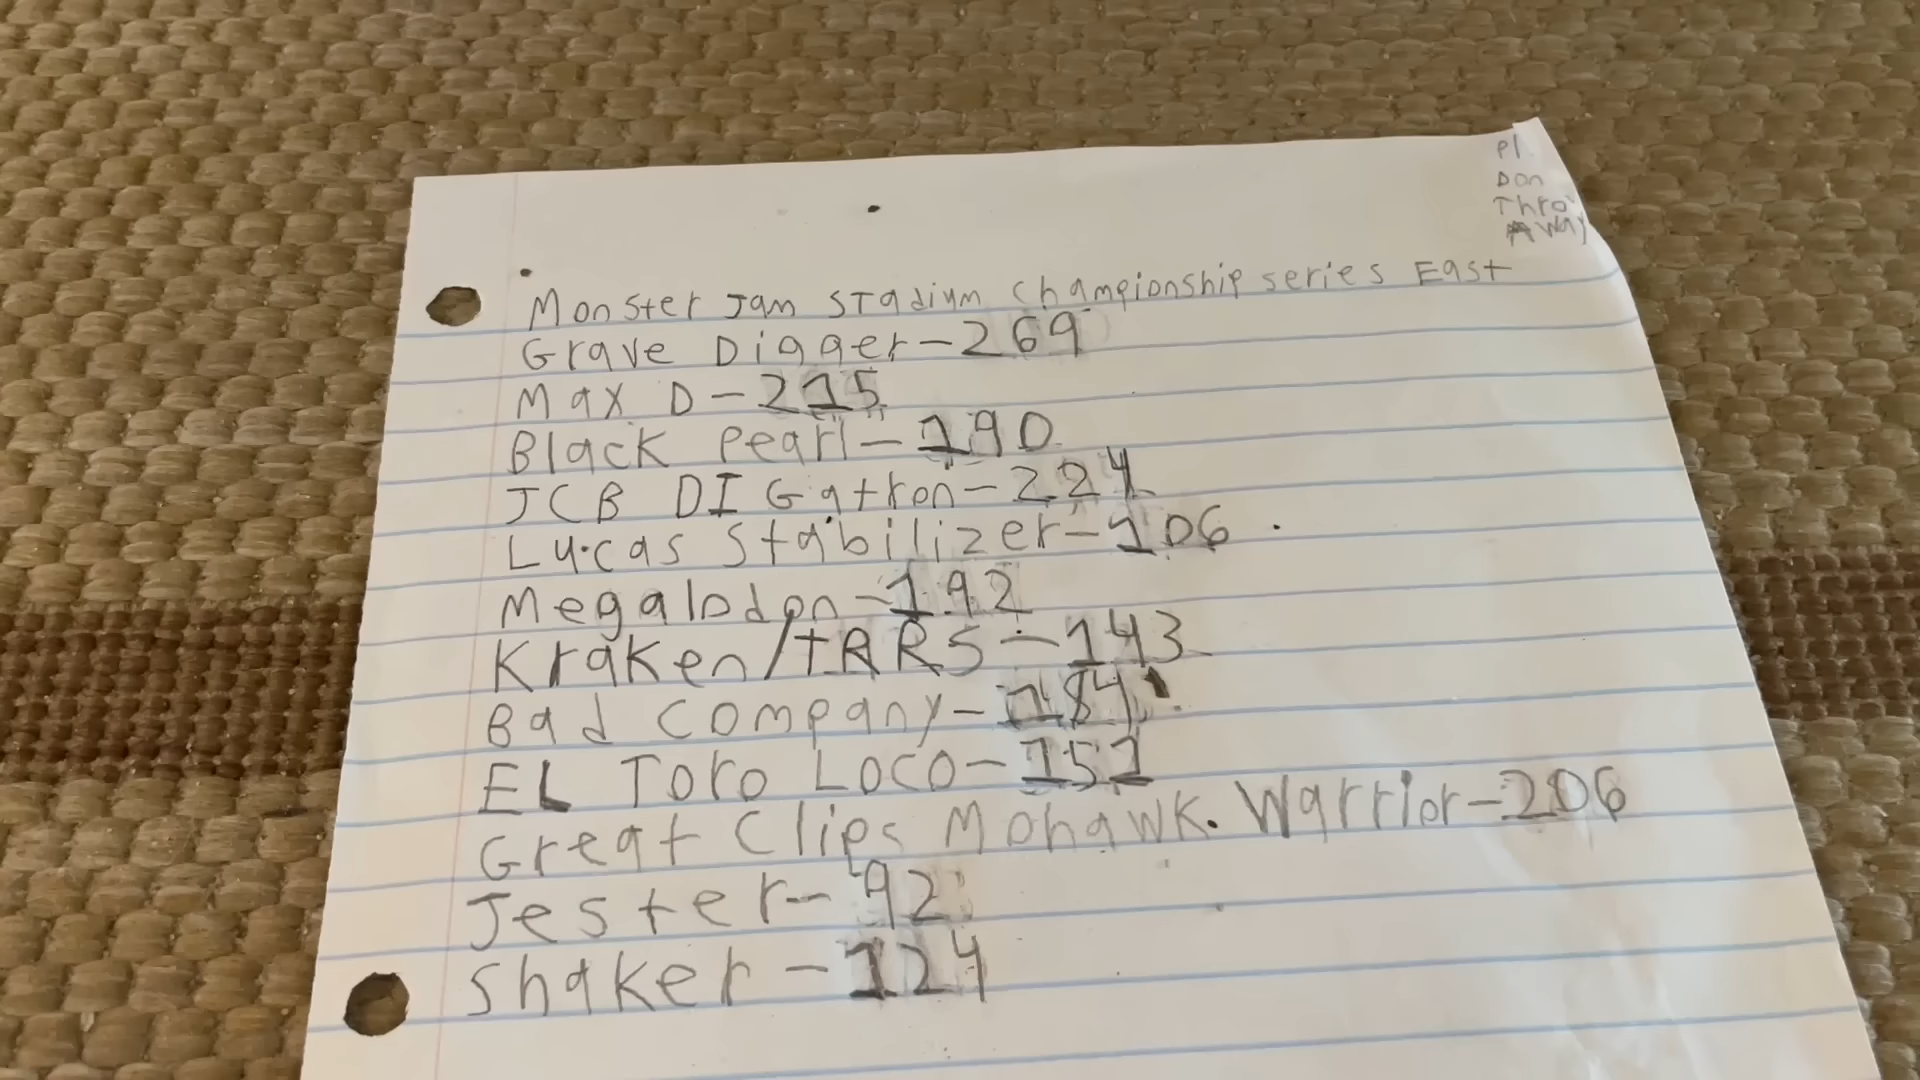 Pl
Don
Thro
Away
Monster Jam Stadium Championship series East
Grave Digger-269
Max D-215
Black Pearl-190
JCB DIGatron-224
Lucas Stabilizer-106
Megalodon-192
Kraken/TRRS-143
Bad Company-184
EL Toro Loco-151
Great Clips Mohawk Warrior-206
Jester-92
Shaker-124